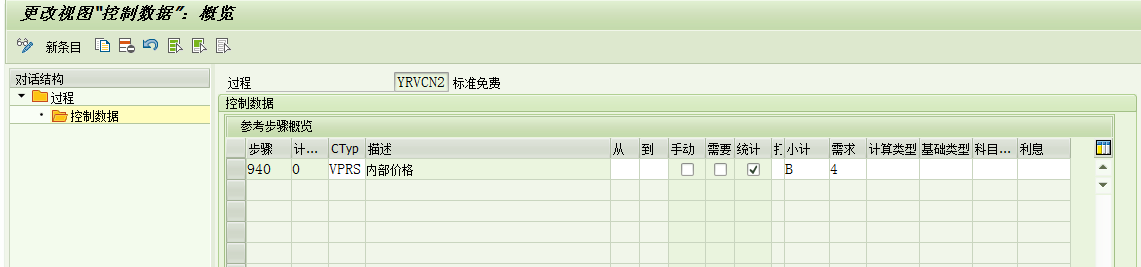 更改视图"控制数据"：概览
新条目
对话结构
过程
控制数据
过程 YRVCN2 标准免费
控制数据
参考步骤概览
步骤 计... CTyp 描述 从 到 手动 需要 统计 小计 需求 计算类型 基础类型 科目... 利息
940 0 VPRS 内部价格 B 4